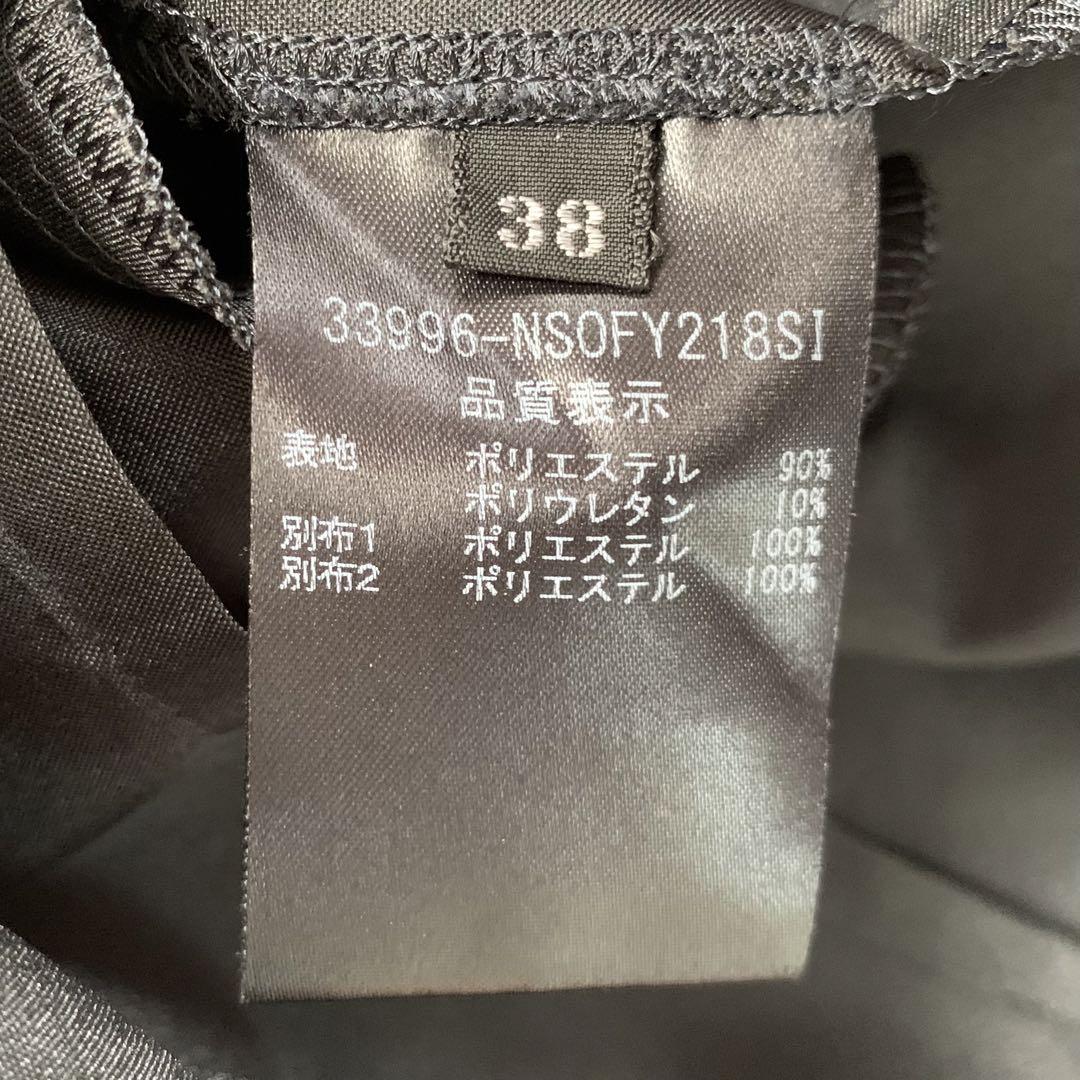 38
33996-NSOFY218SI
品質表示
表地 ポリエステル 90%
ポリウレタン 10%
別布1 ポリエステル 100%
別布2 ポリエステル 100%